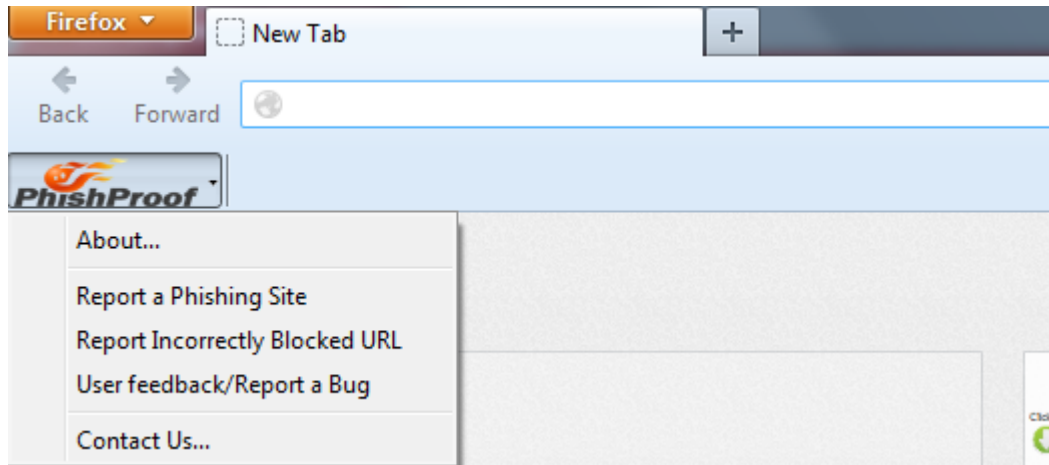 Firefox
New Tab
Back Forward
PhishProof
About...
Report a Phishing Site
Report Incorrectly Blocked URL
User feedback/Report a Bug
Contact Us...